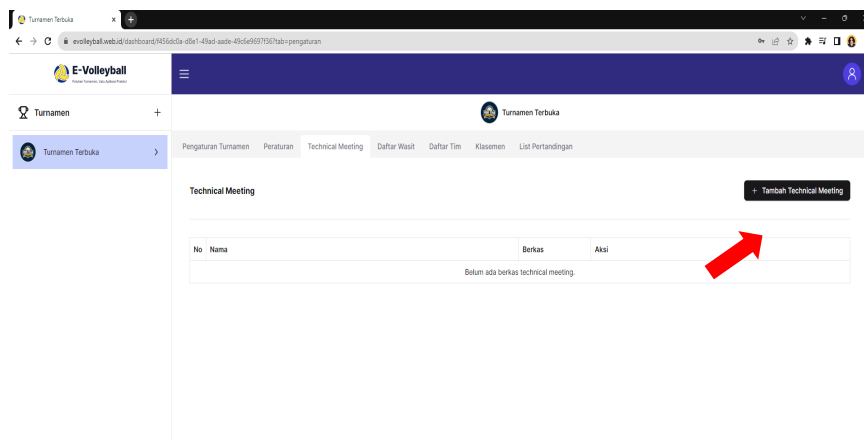 Turnamen Terbuka
evolleyball.web.id/dashboard/f456dc0a-d8e1-49ad-aade-49c6e9697f36?tab=pengaturan
E-Volleyball
Turnamen
Turnamen Terbuka
Turnamen Terbuka
Pengaturan Turnamen Peraturan Technical Meeting Daftar Wasit Daftar Tim Klasemen List Pertandingan
Technical Meeting
+ Tambah Technical Meeting
No Nama Berkas Aksi
Belum ada berkas technical meeting.